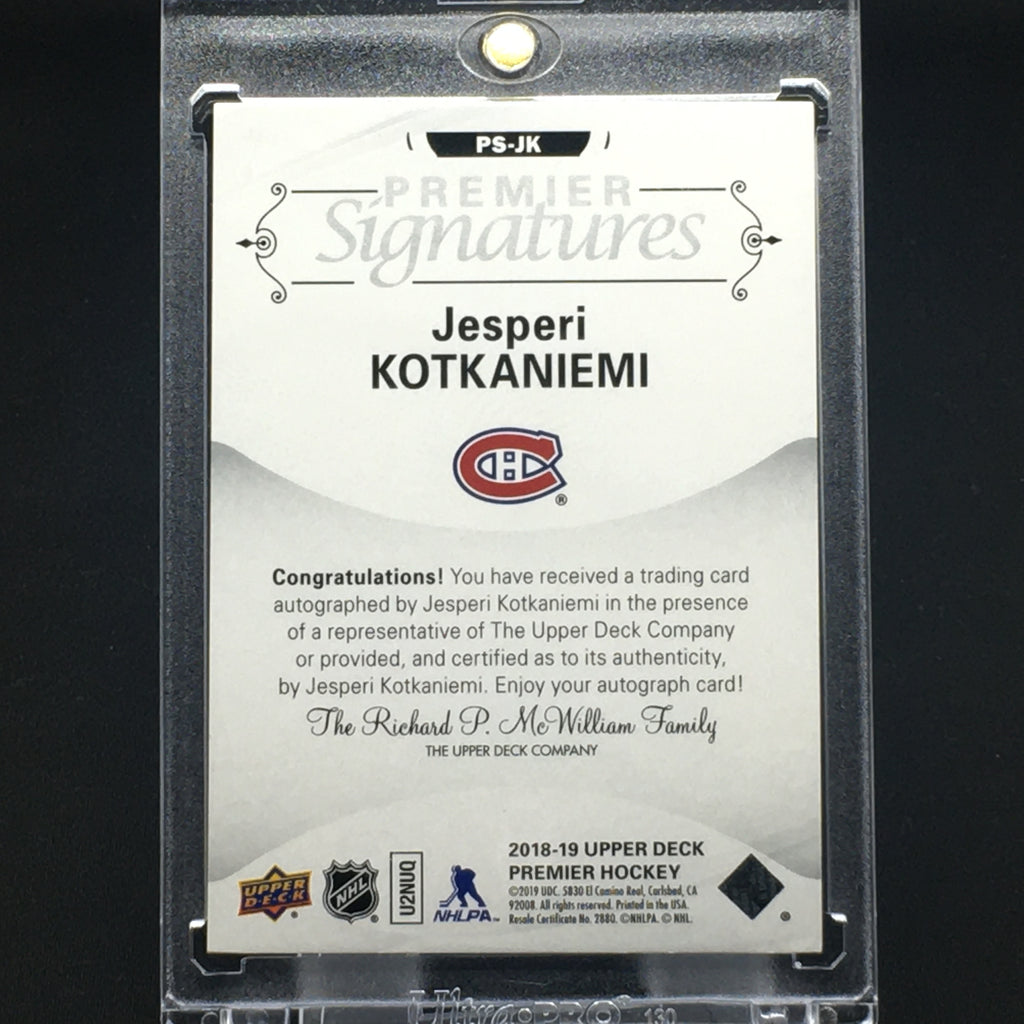 PS-JK
PREMIER
Signatures
Jesperi
KOTKANIEMI
®
Congratulations! You have received a trading card
autographed by Jesperi Kotkaniemi in the presence
of a representative of The Upper Deck Company
or provided, and certified as to its authenticity,
by Jesperi Kotkaniemi. Enjoy your autograph card!
The Richard P. McWilliam Family
THE UPPER DECK COMPANY
2018-19 UPPER DECK
PREMIER HOCKEY
©2019 UDC. 5830 El Camino Real, Carlsbad, CA
92008. All rights reserved. Printed in the USA.
Resale Certificate No. 2880. ©NHLPA. © NHL.
UPPER
D·E·C·K
®
NHL
®
U2NUQ
NHLPA™
®
Ultra·PRO® 130